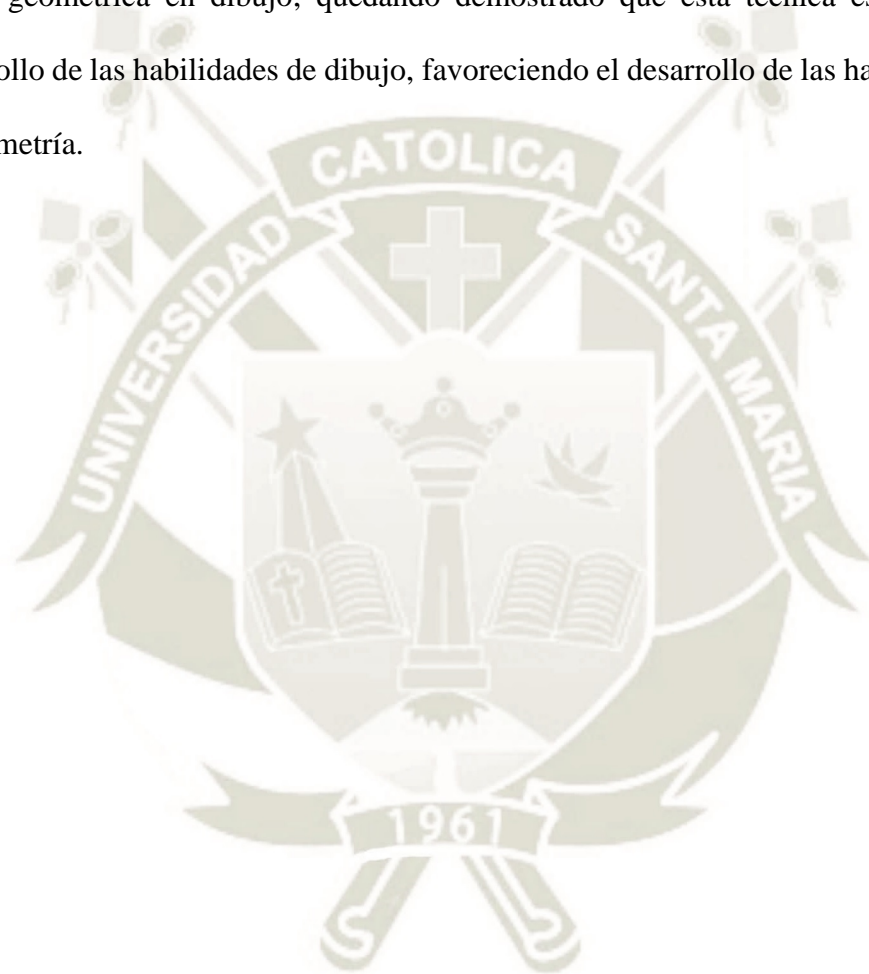 geométrica en dibujo, quedando demostrado que esta técnica es
ollo de las habilidades de dibujo, favoreciendo el desarrollo de las ha
metría.
UNIVERSIDAD CATOLICA SANTA MARIA
1961